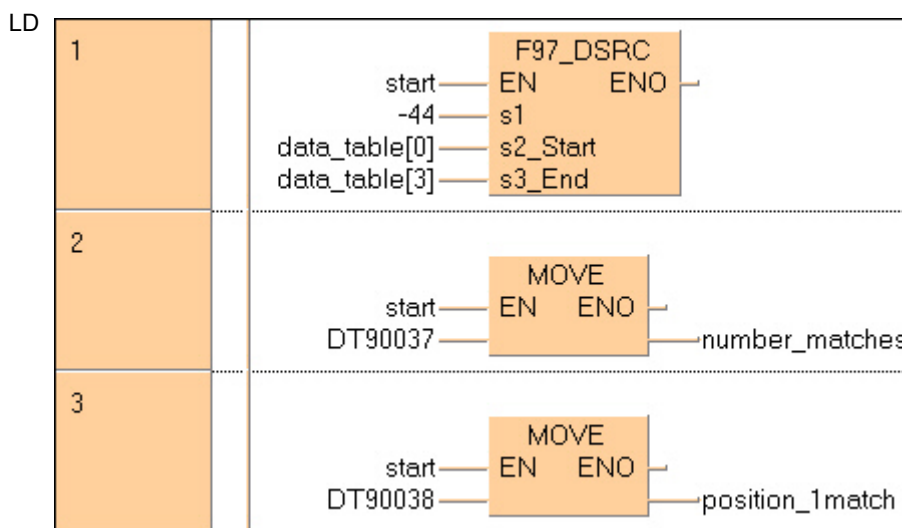 LD
1
F97_DSRC
start EN ENO
-44 s1
data_table[0] s2_Start
data_table[3] s3_End
2
MOVE
start EN ENO
DT90037 number_matches
3
MOVE
start EN ENO
DT90038 position_1match